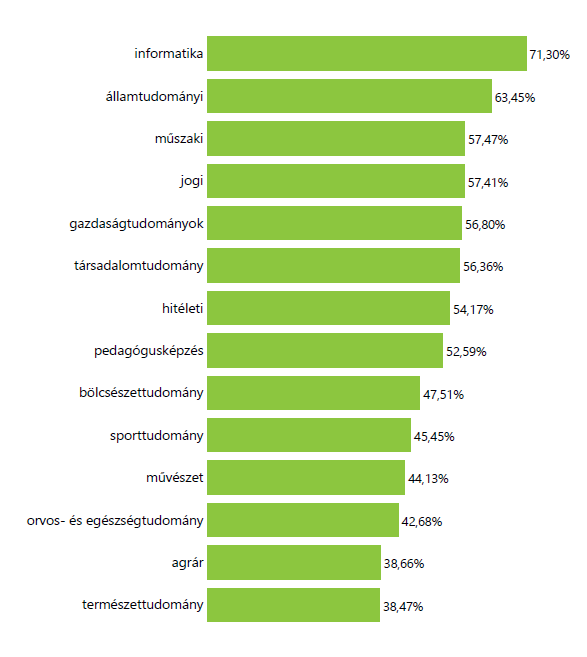 informatika 71,30%
államtudományi 63,45%
műszaki 57,47%
jogi 57,41%
gazdaságtudományok 56,80%
társadalomtudomány 56,36%
hitéleti 54,17%
pedagógusképzés 52,59%
bölcsészettudomány 47,51%
sporttudomány 45,45%
művészet 44,13%
orvos- és egészségtudomány 42,68%
agrár 38,66%
természettudomány 38,47%